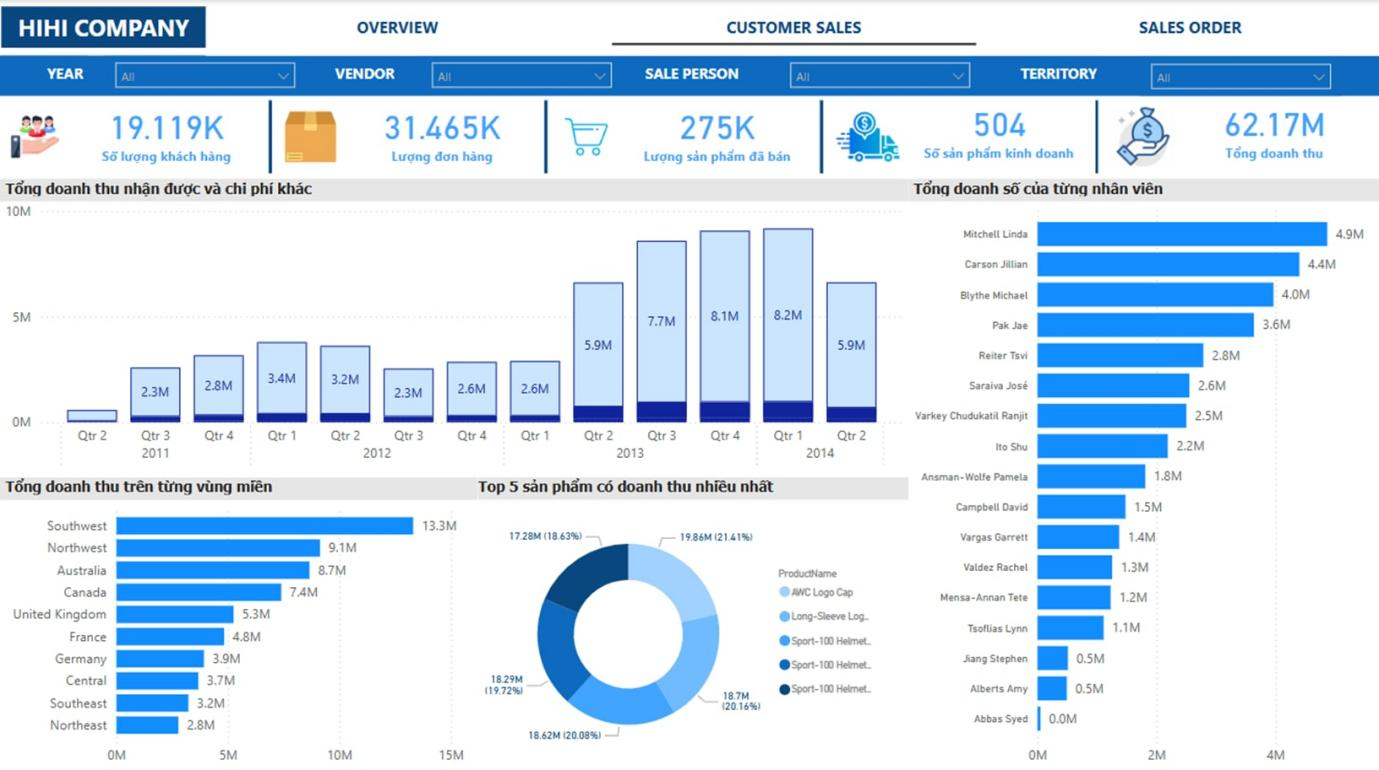 HIHI COMPANY
OVERVIEW
CUSTOMER SALES
SALES ORDER
YEAR
All
VENDOR
All
SALE PERSON
All
TERRITORY
All
19.119K
Số lượng khách hàng
31.465K
Lượng đơn hàng
275K
Lượng sản phẩm đã bán
504
Số sản phẩm kinh doanh
62.17M
Tổng doanh thu
Tổng doanh thu nhận được và chi phí khác
10M
5M
0M
2.3M
2.8M
3.4M
3.2M
2.3M
2.6M
2.6M
5.9M
7.7M
8.1M
8.2M
5.9M
Qtr 2
Qtr 3
Qtr 4
Qtr 1
Qtr 2
Qtr 3
Qtr 4
Qtr 1
Qtr 2
Qtr 3
Qtr 4
Qtr 1
Qtr 2
2011
2012
2013
2014
Tổng doanh số của từng nhân viên
Mitchell Linda 4.9M
Carson Jillian 4.4M
Blythe Michael 4.0M
Pak Jae 3.6M
Reiter Tsvi 2.8M
Saraiva José 2.6M
Varkey Chudukatil Ranjit 2.5M
Ito Shu 2.2M
Ansman-Wolfe Pamela 1.8M
Campbell David 1.5M
Vargas Garrett 1.4M
Valdez Rachel 1.3M
Mensa-Annan Tete 1.2M
Tsoflias Lynn 1.1M
Jiang Stephen 0.5M
Alberts Amy 0.5M
Abbas Syed 0.0M
0M
2M
4M
Tổng doanh thu trên từng vùng miền
Southwest 13.3M
Northwest 9.1M
Australia 8.7M
Canada 7.4M
United Kingdom 5.3M
France 4.8M
Germany 3.9M
Central 3.7M
Southeast 3.2M
Northeast 2.8M
0M
5M
10M
15M
Top 5 sản phẩm có doanh thu nhiều nhất
17.28M (18.63%)
19.86M (21.41%)
18.29M
(19.72%)
18.7M
(20.16%)
18.62M (20.08%)
ProductName
AWC Logo Cap
Long-Sleeve Log...
Sport-100 Helmet...
Sport-100 Helmet...
Sport-100 Helmet...